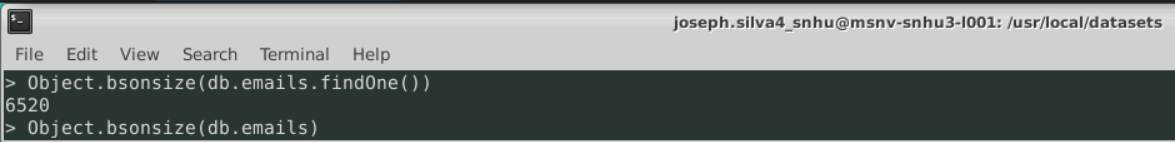 joseph.silva4_snhu@msnv-snhu3-l001: /usr/local/datasets
File Edit View Search Terminal Help
> Object.bsonsize(db.emails.findOne())
6520
> Object.bsonsize(db.emails)